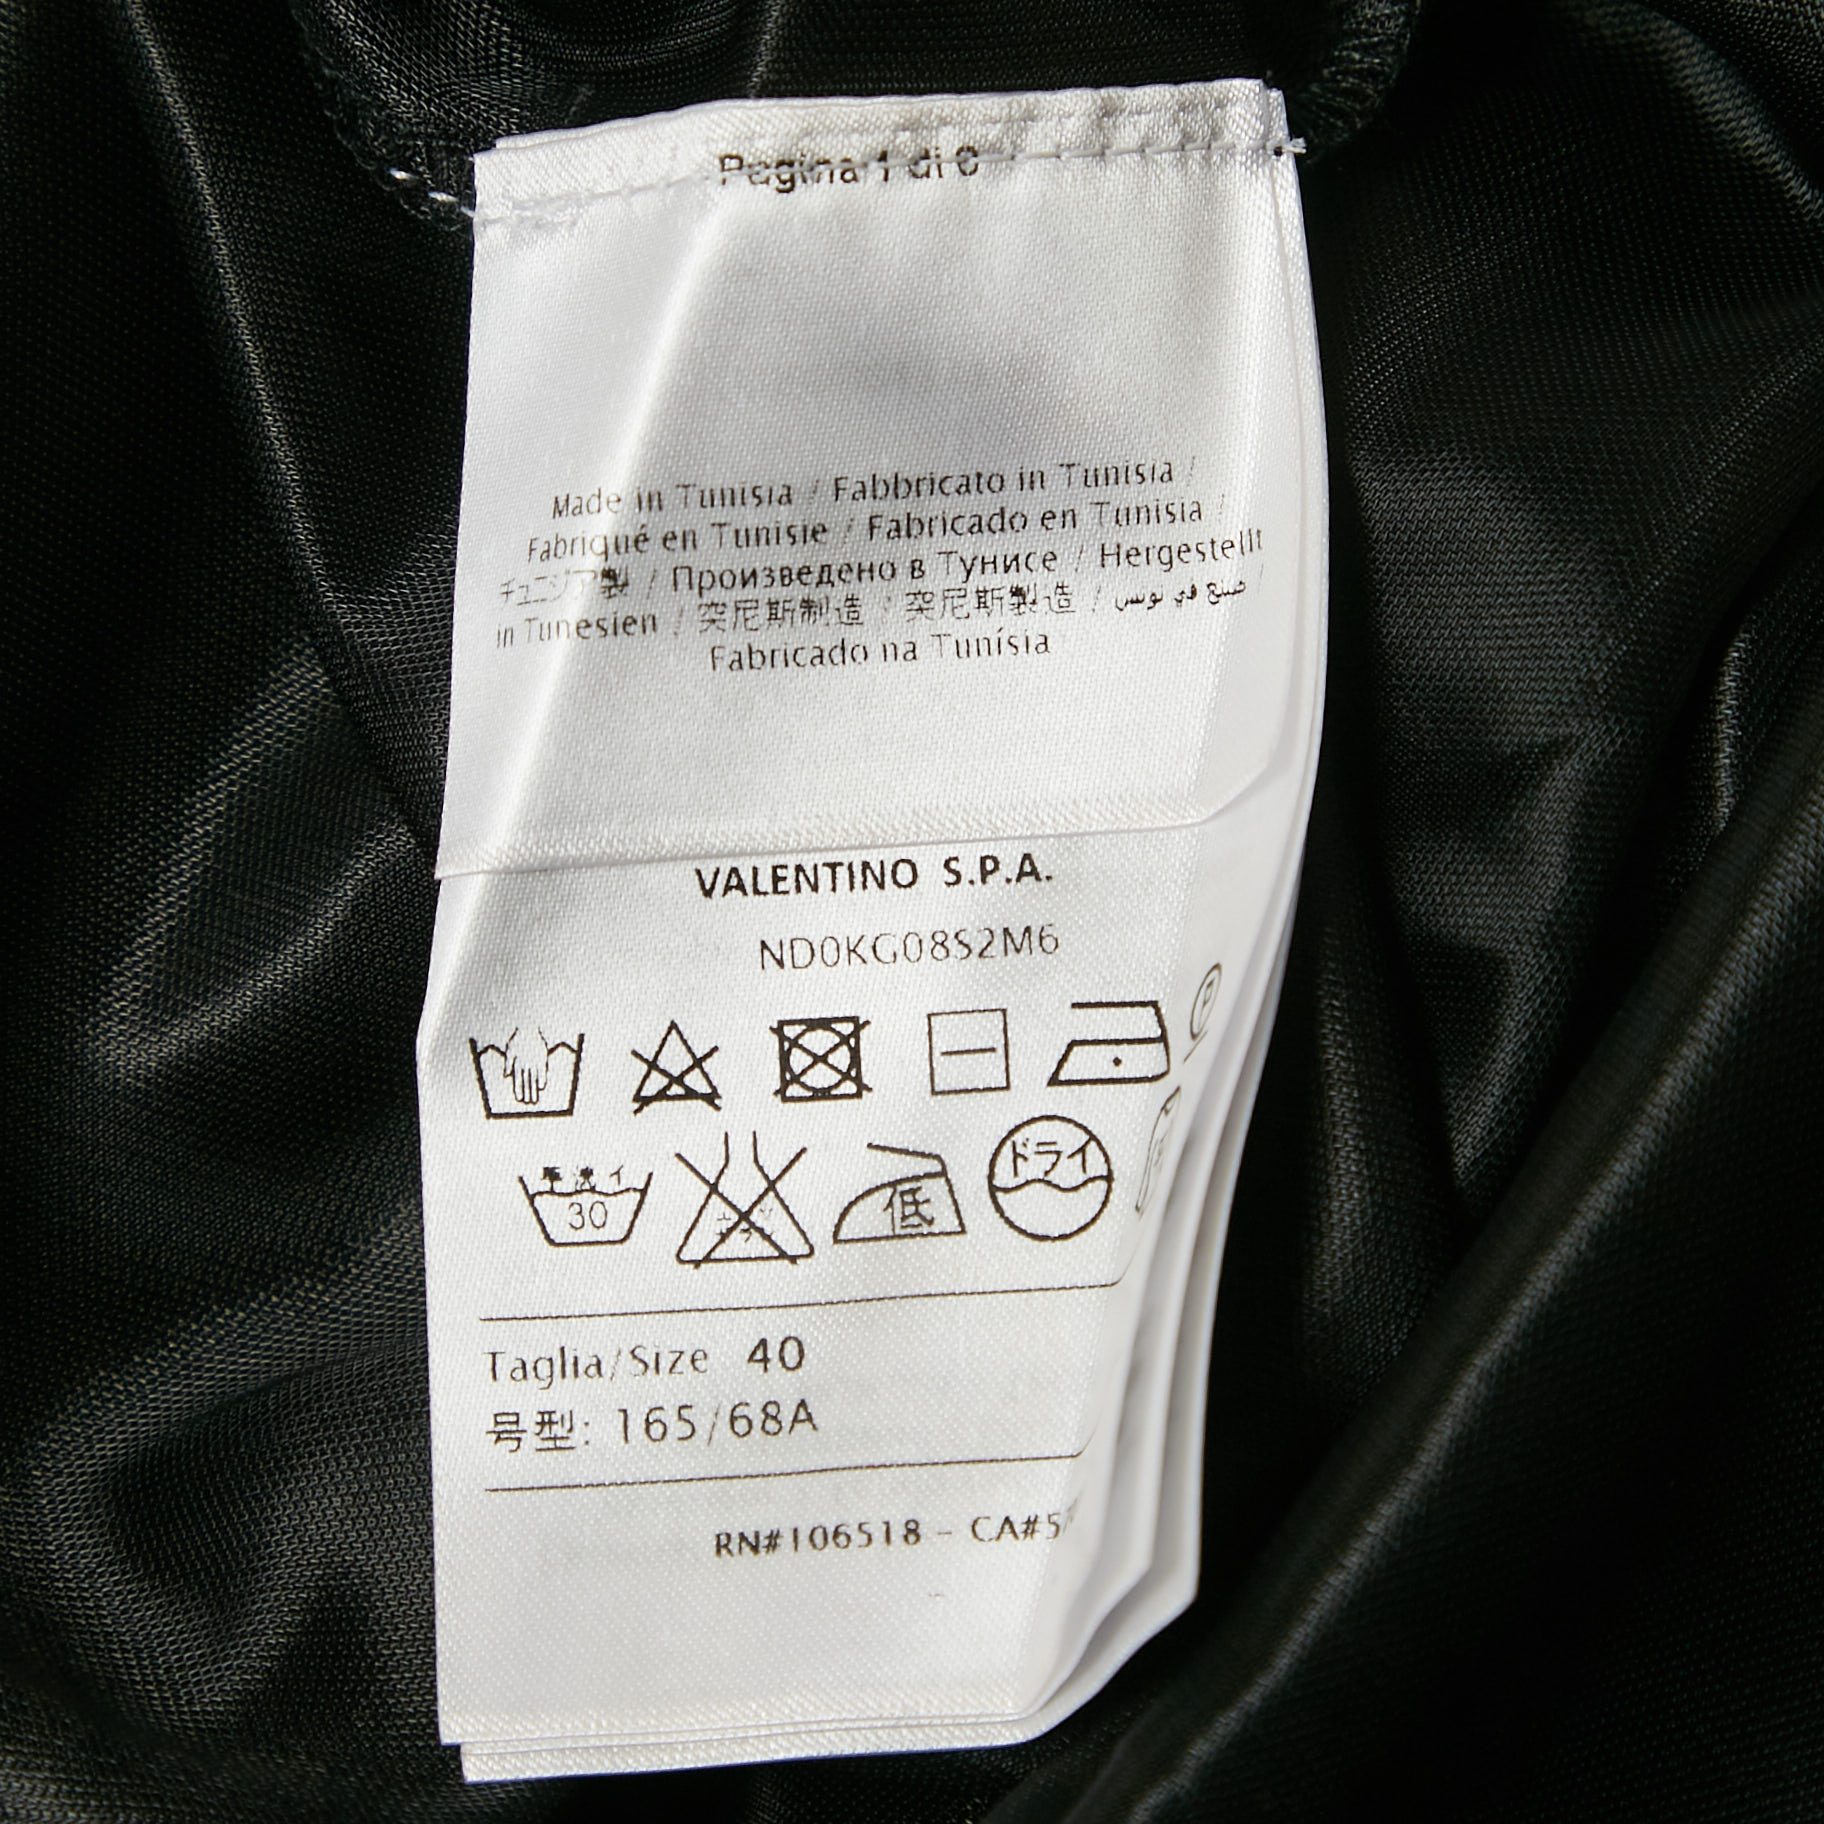 Pagina 1 di
Made in Tunisia / Fabbricato in Tunisia /
Fabriqué en Tunisie / Fabricado en Tunisia /
チュニジア製 / Произведено в Тунисе / Hergestellt
in Tunesien / 突尼斯制造 / 突尼斯製造 / صنع في تونس /
Fabricado na Tunísia
VALENTINO S.P.A.
ND0KG08S2M6
P
30
低
ドライ
Taglia/Size 40
号型: 165/68A
RN#106518 - CA#5